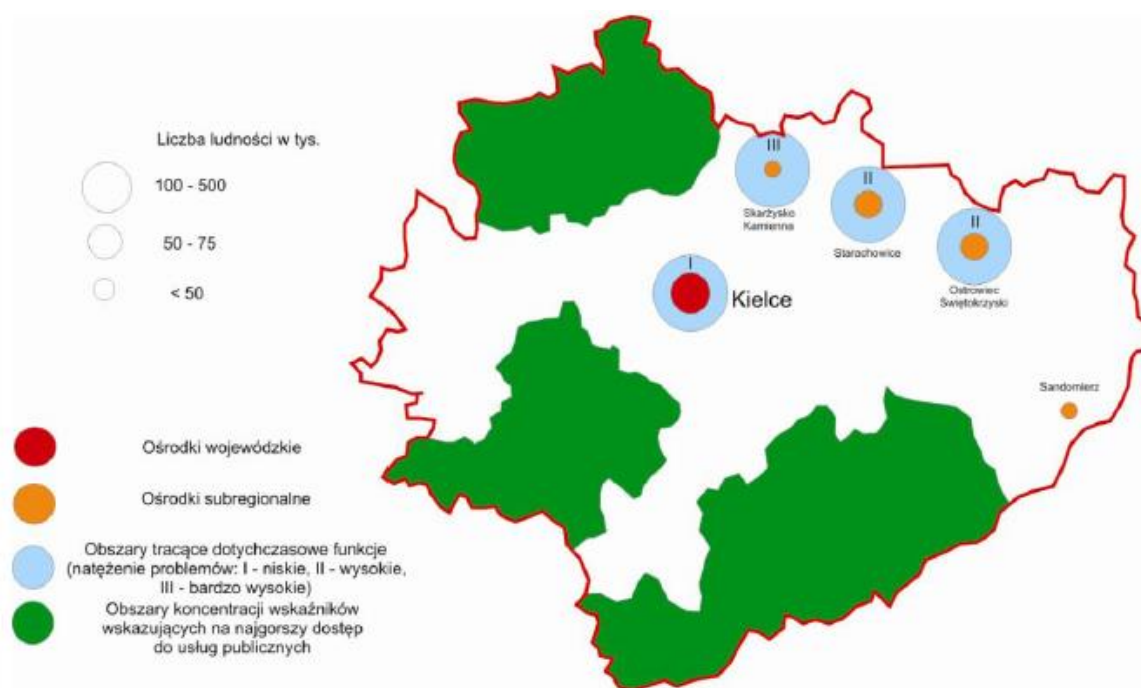 Liczba ludności w tys.
100 - 500
50 - 75
< 50
III
Skarżysko
Kamienna
II
Starachowice
II
Ostrowiec
Świętokrzyski
I
Kielce
Sandomierz
Ośrodki wojewódzkie
Ośrodki subregionalne
Obszary tracące dotychczasowe funkcje
(natężenie problemów: I - niskie, II - wysokie,
III - bardzo wysokie)
Obszary koncentracji wskaźników
wskazujących na najgorszy dostęp
do usług publicznych